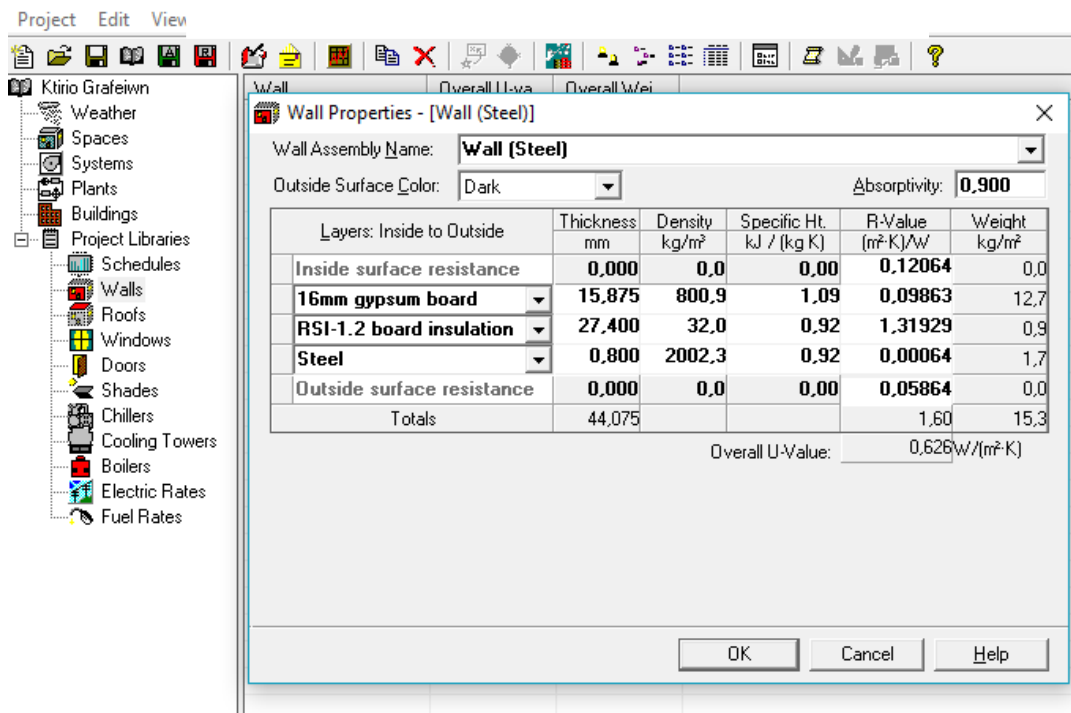 Project Edit View
Ktirio Grafeiwn
Weather
Spaces
Systems
Plants
Buildings
Project Libraries
Schedules
Walls
Roofs
Windows
Doors
Shades
Chillers
Cooling Towers
Boilers
Electric Rates
Fuel Rates
Wall Overall U-va Overall Wei
Wall Properties - [Wall (Steel)]
Wall Assembly Name: Wall (Steel)
Outside Surface Color: Dark Absorptivity: 0,900
Layers: Inside to Outside Thickness mm Density kg/m³ Specific Ht. kJ / (kg K) R-Value (m²·K)/W Weight kg/m²
Inside surface resistance 0,000 0,0 0,00 0,12064 0,0
16mm gypsum board 15,875 800,9 1,09 0,09863 12,7
RSI-1.2 board insulation 27,400 32,0 0,92 1,31929 0,9
Steel 0,800 2002,3 0,92 0,00064 1,7
Outside surface resistance 0,000 0,0 0,00 0,05864 0,0
Totals 44,075 1,60 15,3
Overall U-Value: 0,626 W/(m²·K)
OK Cancel Help